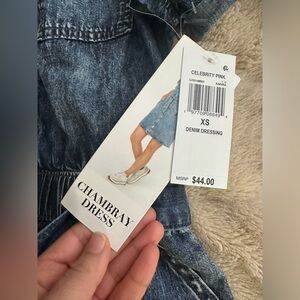 CELEBRITY PINK
XS
DENIM DRESSING
MSRP $44.00
CHAMBRAY
DRESS